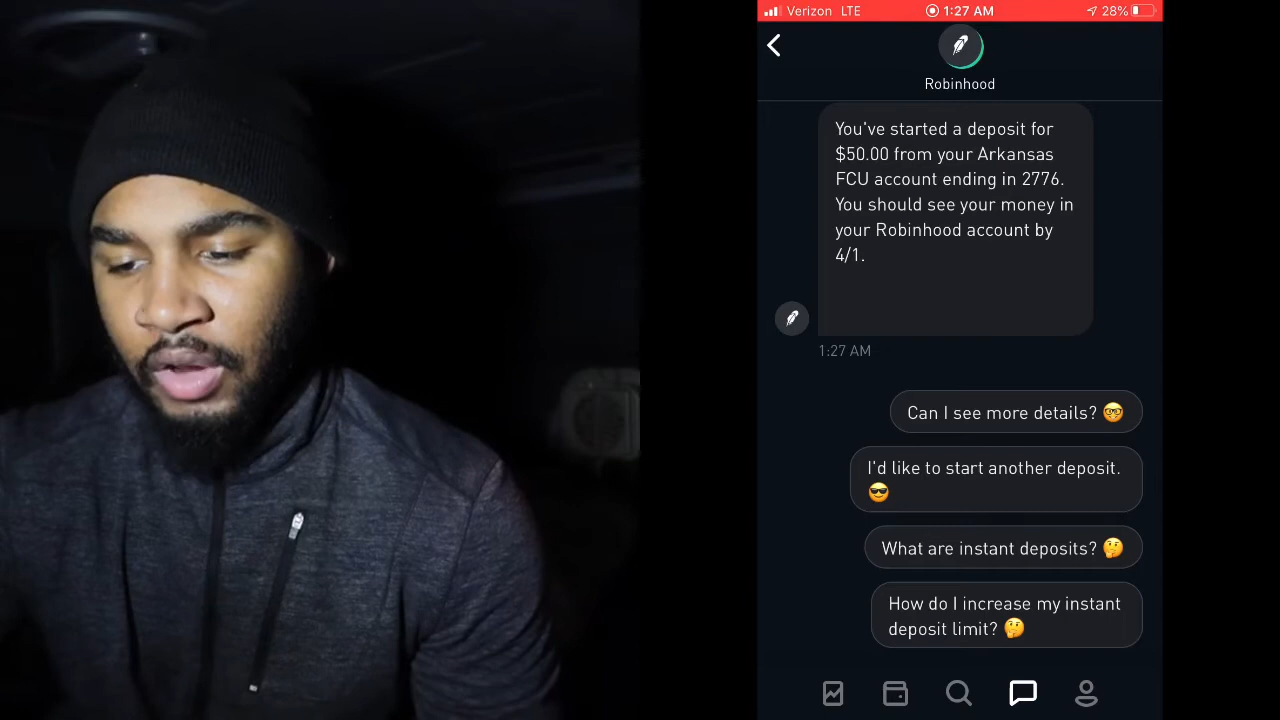 Verizon LTE 1:27 AM 28%
Robinhood
You've started a deposit for
$50.00 from your Arkansas
FCU account ending in 2776.
You should see your money in
your Robinhood account by
4/1.
1:27 AM
Can I see more details? 🤓
I'd like to start another deposit.
😎
What are instant deposits? 🤔
How do I increase my instant
deposit limit? 🤔